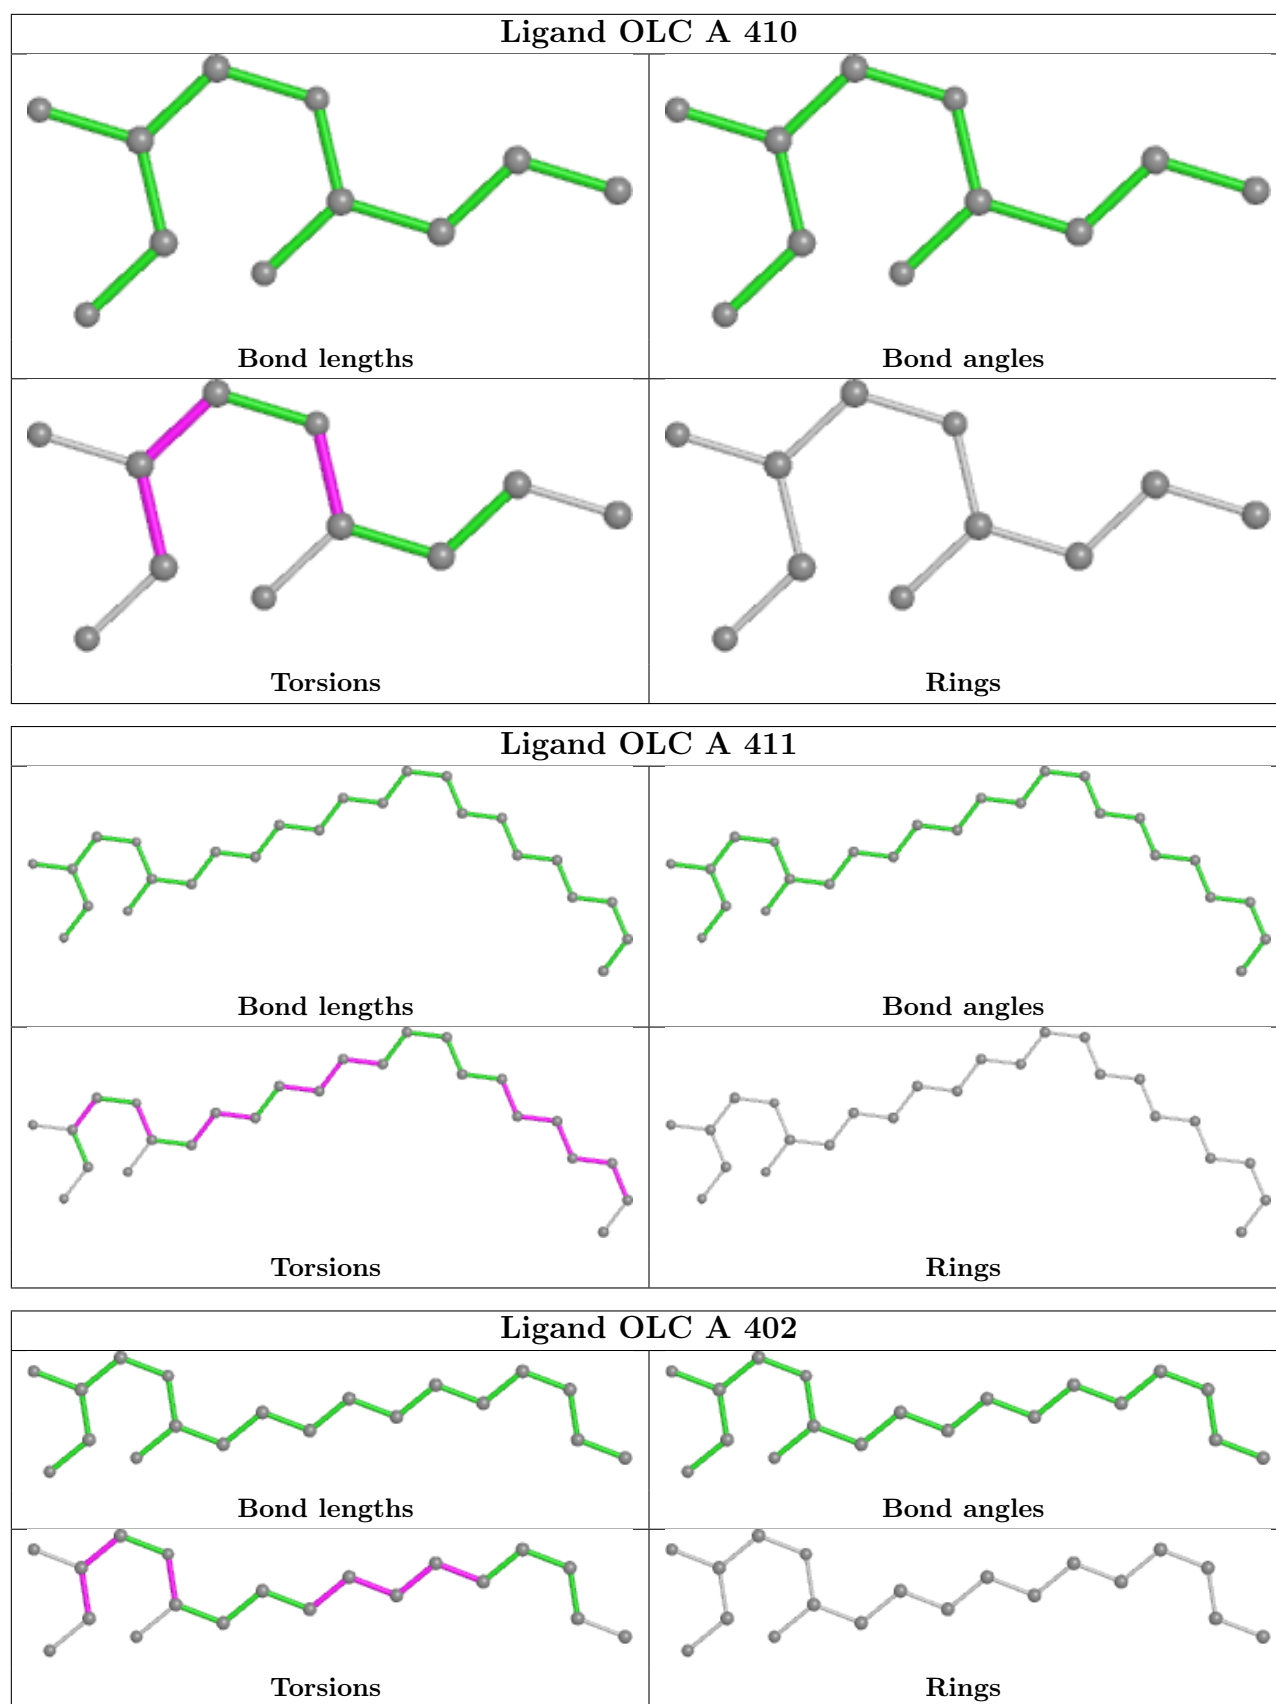 Ligand OLC A 410
Bond lengths
Bond angles
Torsions
Rings
Ligand OLC A 411
Bond lengths
Bond angles
Torsions
Rings
Ligand OLC A 402
Bond lengths
Bond angles
Torsions
Rings